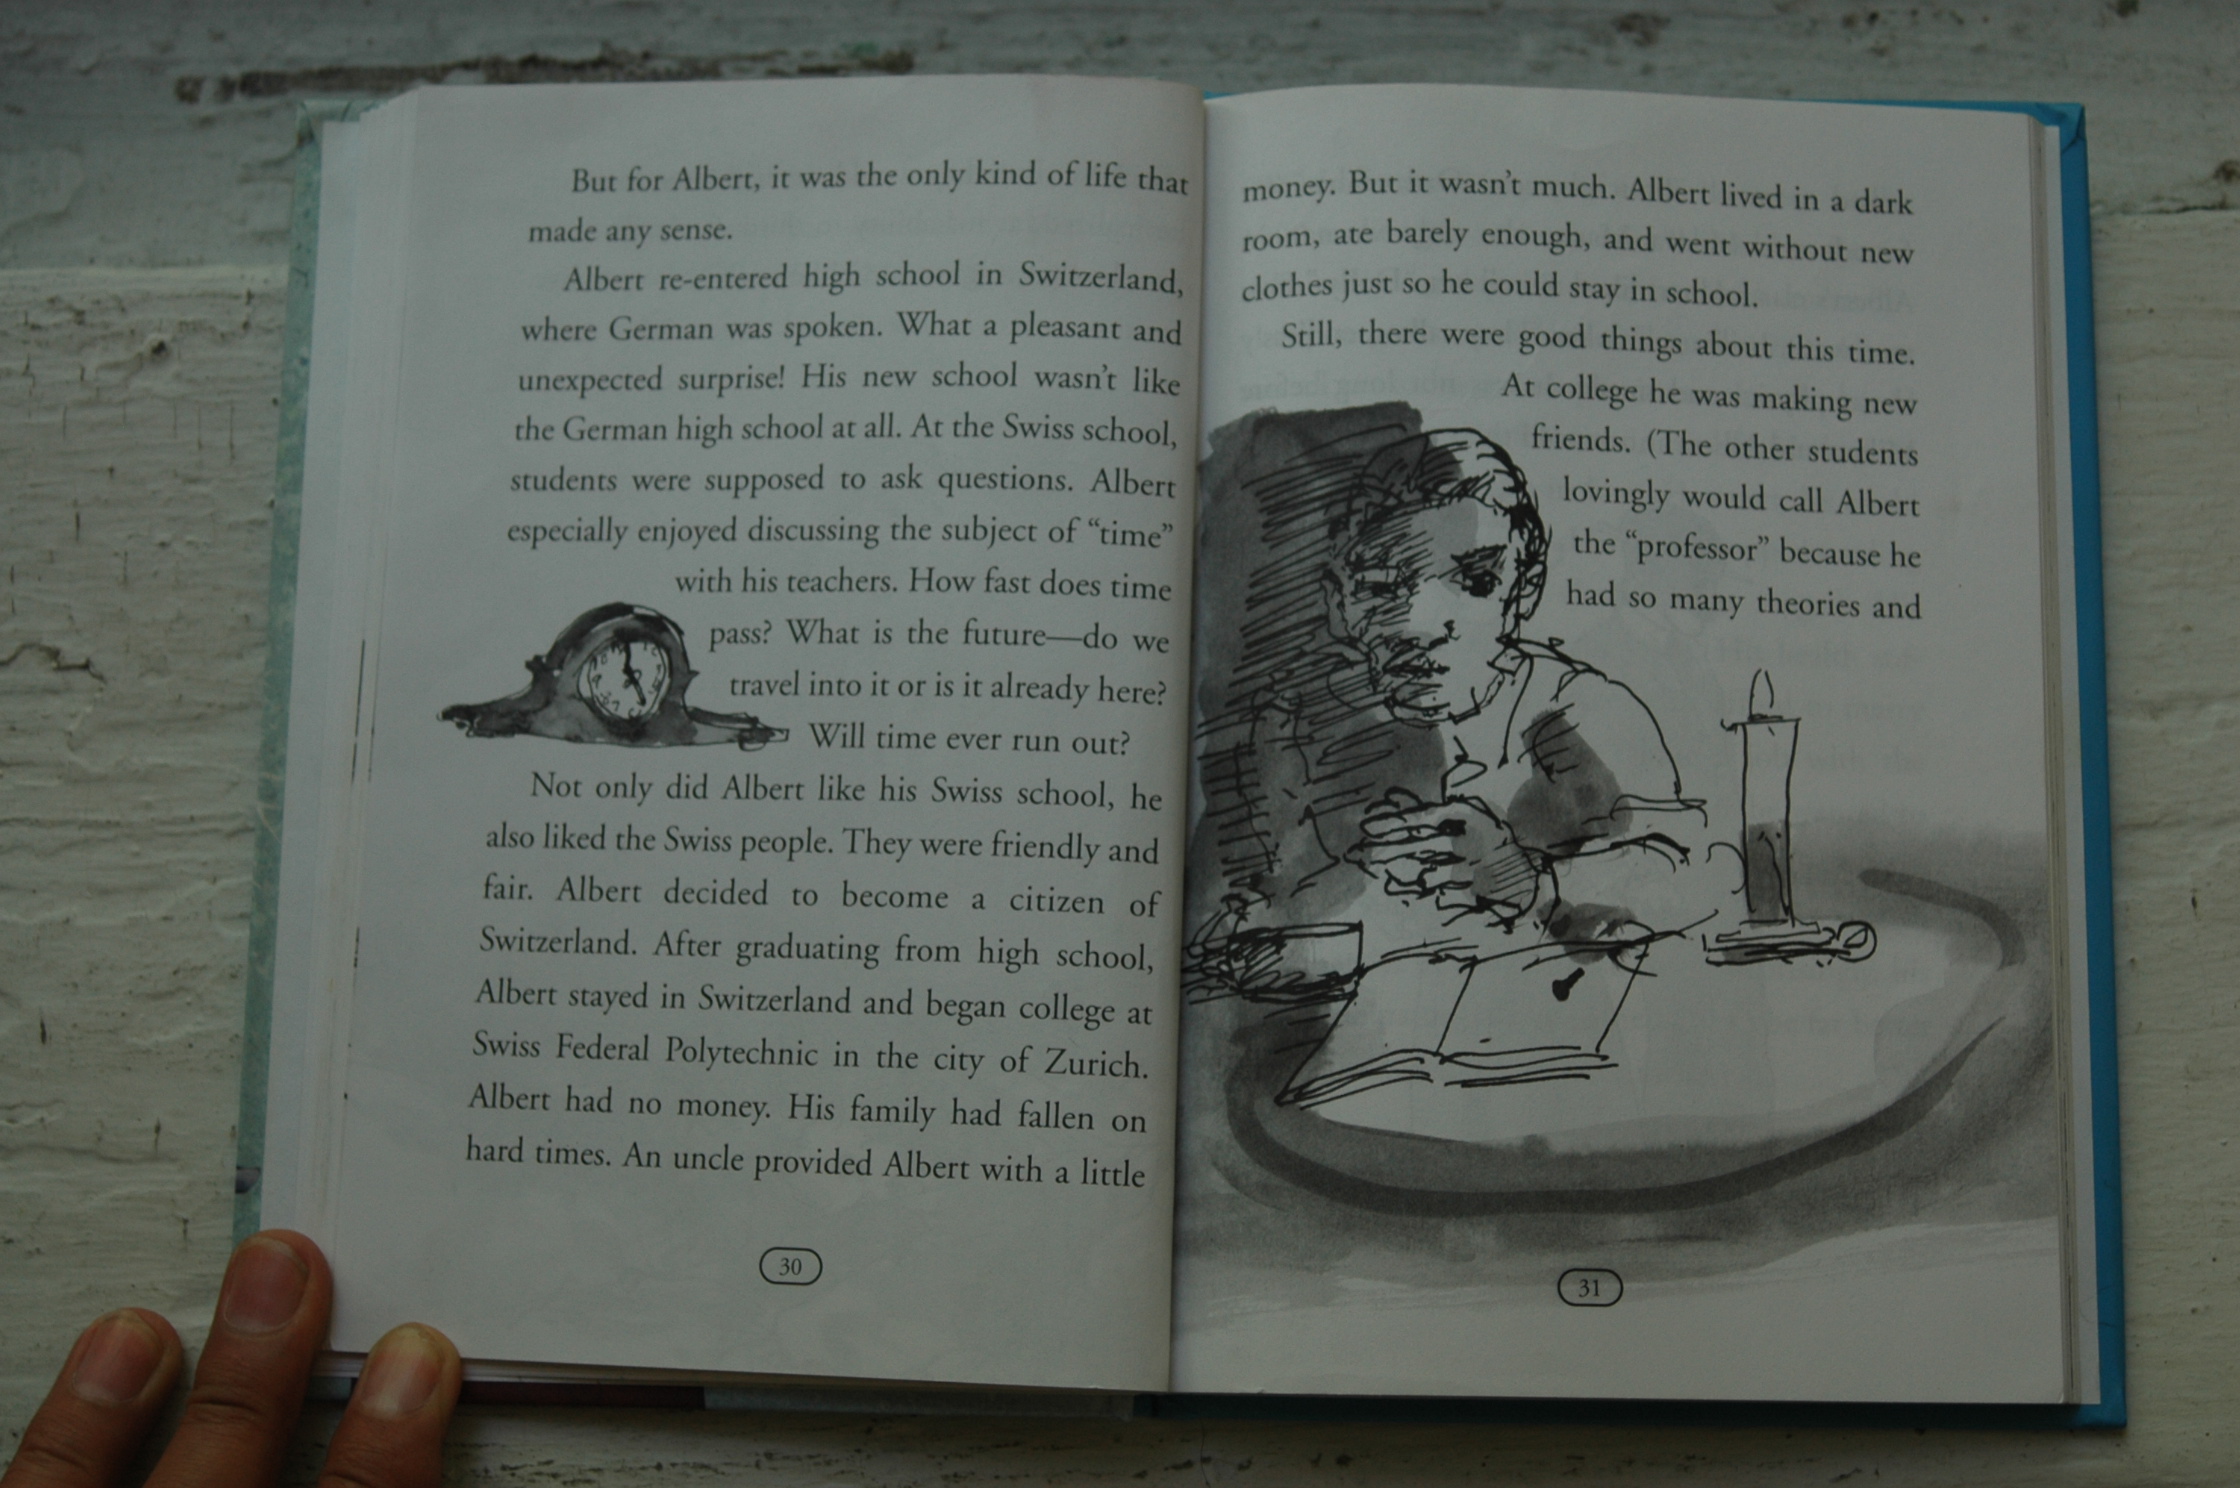 But for Albert, it was the only kind of life that
made any sense.
Albert re-entered high school in Switzerland,
where German was spoken. What a pleasant and
unexpected surprise! His new school wasn't like
the German high school at all. At the Swiss school,
students were supposed to ask questions. Albert
especially enjoyed discussing the subject of "time"
with his teachers. How fast does time
pass? What is the future—do we
travel into it or is it already here?
Will time ever run out?
Not only did Albert like his Swiss school, he
also liked the Swiss people. They were friendly and
fair. Albert decided to become a citizen of
Switzerland. After graduating from high school,
Albert stayed in Switzerland and began college at
Swiss Federal Polytechnic in the city of Zurich.
Albert had no money. His family had fallen on
hard times. An uncle provided Albert with a little
30
money. But it wasn't much. Albert lived in a dark
room, ate barely enough, and went without new
clothes just so he could stay in school.
Still, there were good things about this time.
At college he was making new
friends. (The other students
lovingly would call Albert
the "professor" because he
had so many theories and
31